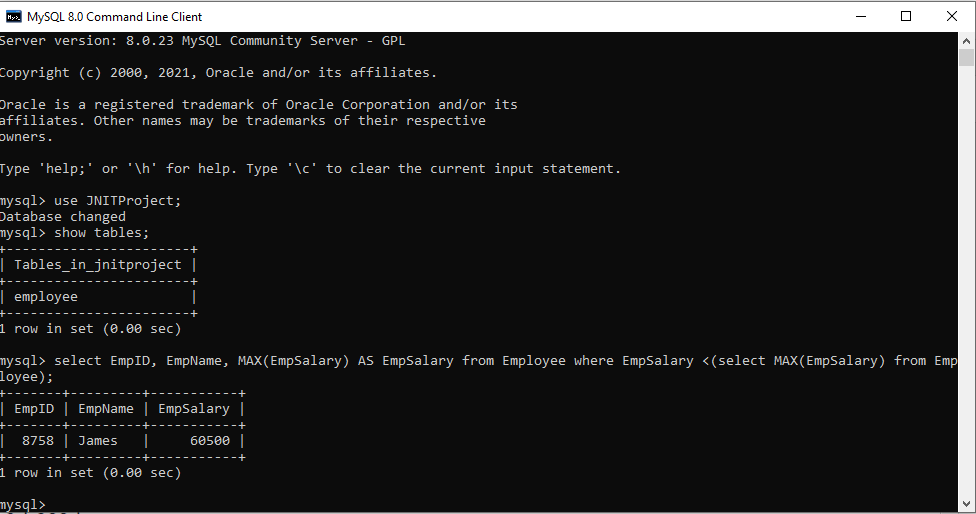 MySQL 8.0 Command Line Client
Server version: 8.0.23 MySQL Community Server - GPL
Copyright (c) 2000, 2021, Oracle and/or its affiliates.
Oracle is a registered trademark of Oracle Corporation and/or its
affiliates. Other names may be trademarks of their respective
owners.
Type 'help;' or '\h' for help. Type '\c' to clear the current input statement.
mysql> use JNITProject;
Database changed
mysql> show tables;
+-----------------------+
| Tables_in_jnitproject |
+-----------------------+
| employee              |
+-----------------------+
1 row in set (0.00 sec)
mysql> select EmpID, EmpName, MAX(EmpSalary) AS EmpSalary from Employee where EmpSalary <(select MAX(EmpSalary) from Emp
loyee);
+-------+---------+-----------+
| EmpID | EmpName | EmpSalary |
+-------+---------+-----------+
|  8758 | James   |     60500 |
+-------+---------+-----------+
1 row in set (0.00 sec)
mysql>